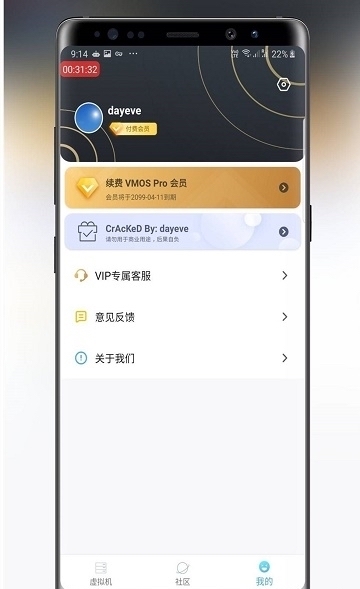 9:14
22%
00:31:32
dayeve
付费会员
续费 VMOS Pro 会员
会员将于2099-04-11到期
CrAcKeD By: dayeve
请勿用于商业用途，后果自负
VIP专属客服
意见反馈
关于我们
虚拟机
社区
我的